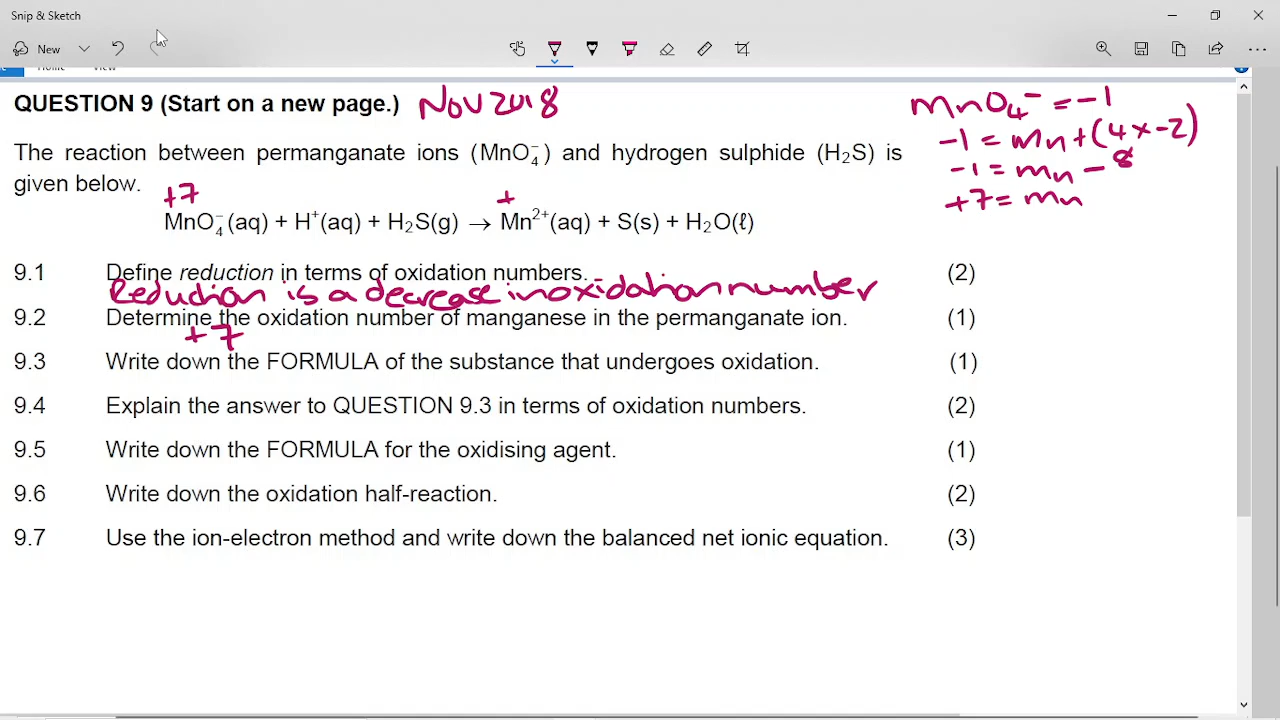 Snip & Sketch
New
QUESTION 9 (Start on a new page.) Nov 2018
MnO4⁻ = -1
-1 = Mn + (4 x -2)
-1 = Mn - 8
+7 = Mn
The reaction between permanganate ions (MnO₄⁻) and hydrogen sulphide (H₂S) is
given below.
+7 +
MnO₄⁻(aq) + H⁺(aq) + H₂S(g) → Mn²⁺(aq) + S(s) + H₂O(ℓ)
9.1 Define reduction in terms of oxidation numbers. (2)
Reduction is a decrease in oxidation number
9.2 Determine the oxidation number of manganese in the permanganate ion. (1)
+7
9.3 Write down the FORMULA of the substance that undergoes oxidation. (1)
9.4 Explain the answer to QUESTION 9.3 in terms of oxidation numbers. (2)
9.5 Write down the FORMULA for the oxidising agent. (1)
9.6 Write down the oxidation half-reaction. (2)
9.7 Use the ion-electron method and write down the balanced net ionic equation. (3)